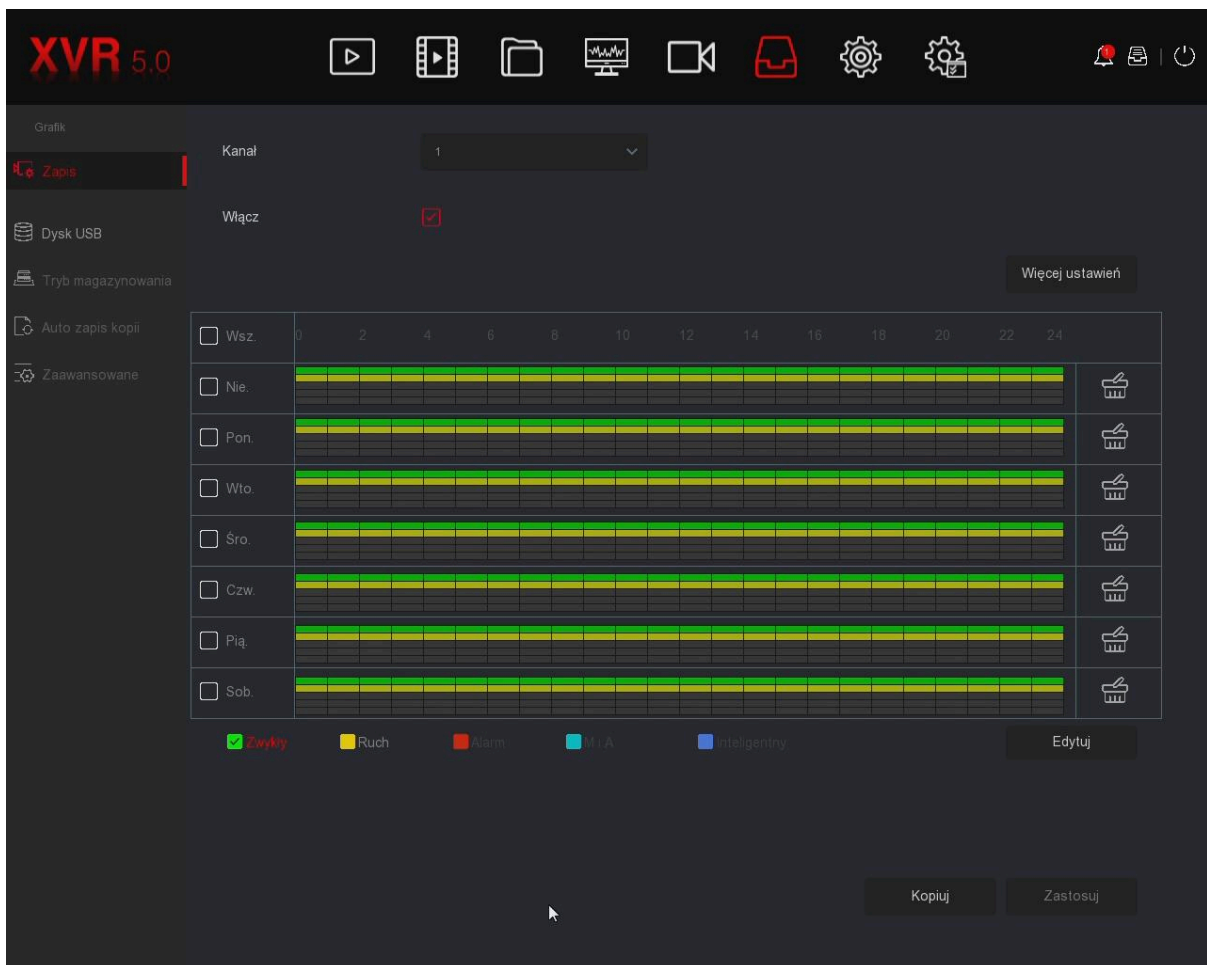 XVR 5.0
1
Grafik
Zapis
Dysk USB
Tryb magazynowania
Auto zapis kopii
Zaawansowane
Kanał 1
Włącz
Więcej ustawień
Wsz. 0 2 4 6 8 10 12 14 16 18 20 22 24
Nie.
Pon.
Wto.
Śro.
Czw.
Pią.
Sob.
Zwykły Ruch Alarm M i A Inteligentny Edytuj
Kopiuj Zastosuj